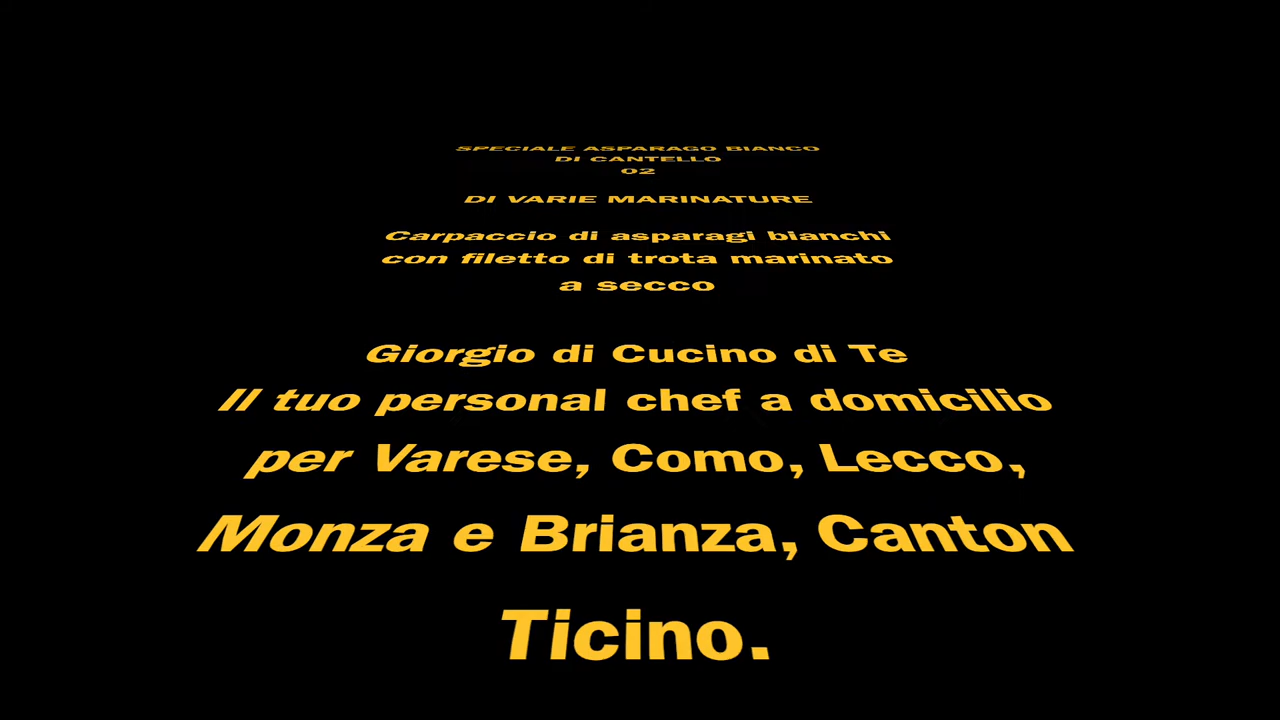 SPECIALE ASPARAGO BIANCO
DI CANTELLO
02
DI VARIE MARINATURE
Carpaccio di asparagi bianchi
con filetto di trota marinato
a secco
Giorgio di Cucino di Te
Il tuo personal chef a domicilio
per Varese, Como, Lecco,
Monza e Brianza, Canton
Ticino.